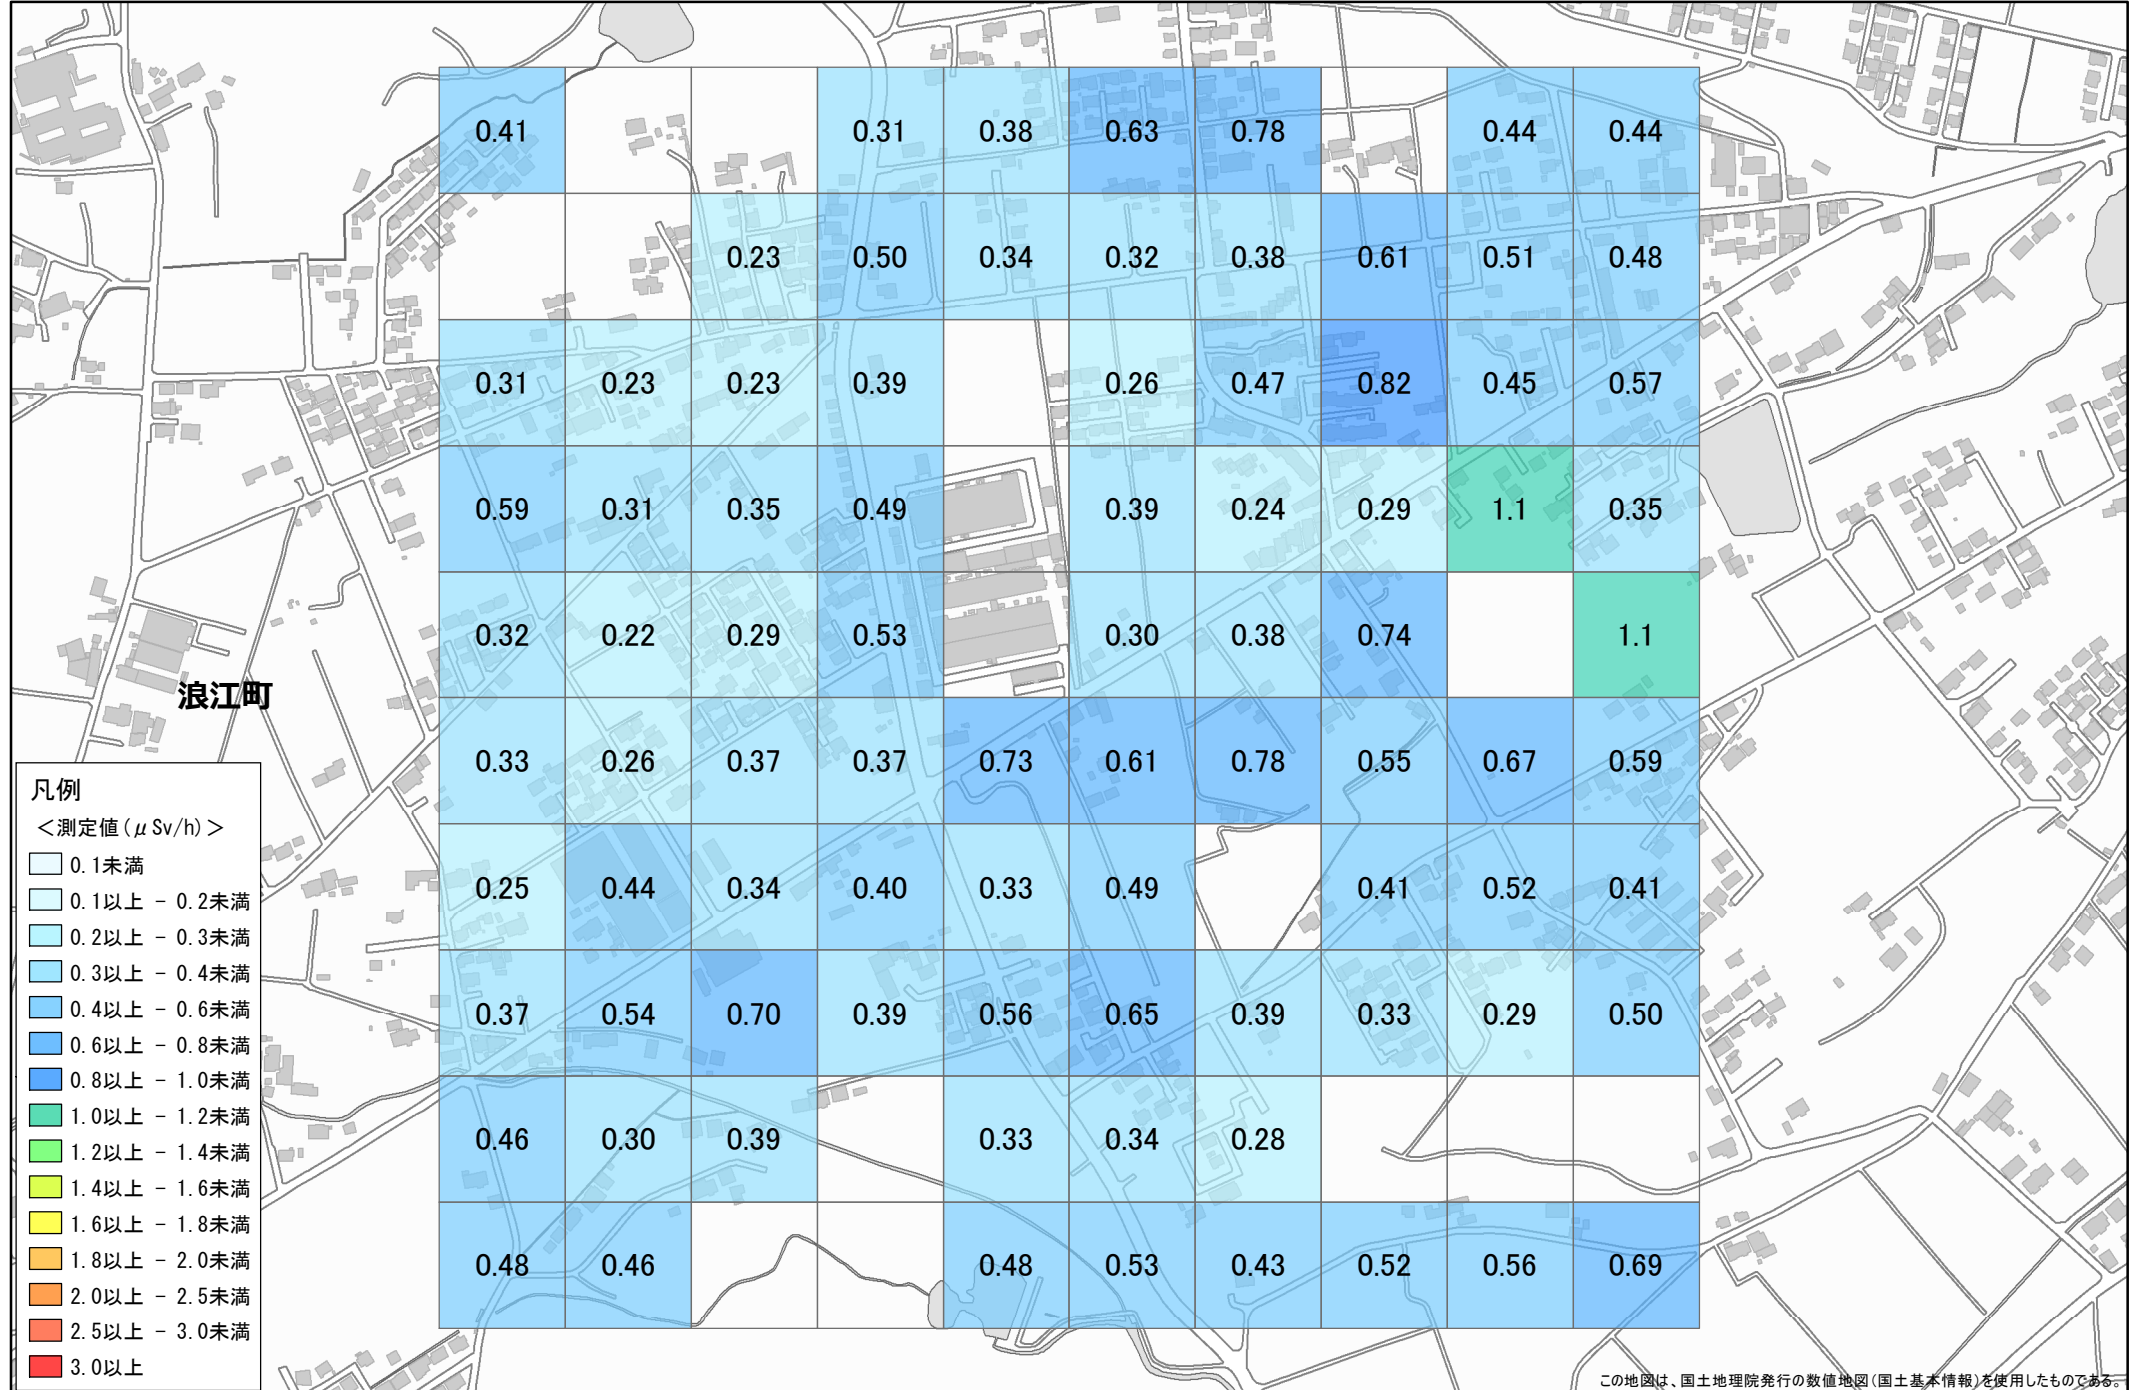 0.41 0.31 0.38 0.63 0.78 0.44 0.44
0.23 0.50 0.34 0.32 0.38 0.61 0.51 0.48
0.31 0.23 0.23 0.39 0.26 0.47 0.82 0.45 0.57
0.59 0.31 0.35 0.49 0.39 0.24 0.29 1.1 0.35
0.32 0.22 0.29 0.53 0.30 0.38 0.74 1.1
浪江町
0.33 0.26 0.37 0.37 0.73 0.61 0.78 0.55 0.67 0.59
0.25 0.44 0.34 0.40 0.33 0.49 0.41 0.52 0.41
0.37 0.54 0.70 0.39 0.56 0.65 0.39 0.33 0.29 0.50
0.46 0.30 0.39 0.33 0.34 0.28
0.48 0.46 0.48 0.53 0.43 0.52 0.56 0.69
凡例
＜測定値(μSv/h)＞
0.1未満
0.1以上 - 0.2未満
0.2以上 - 0.3未満
0.3以上 - 0.4未満
0.4以上 - 0.6未満
0.6以上 - 0.8未満
0.8以上 - 1.0未満
1.0以上 - 1.2未満
1.2以上 - 1.4未満
1.4以上 - 1.6未満
1.6以上 - 1.8未満
1.8以上 - 2.0未満
2.0以上 - 2.5未満
2.5以上 - 3.0未満
3.0以上
この地図は、国土地理院発行の数値地図(国土基本情報)を使用したものである。